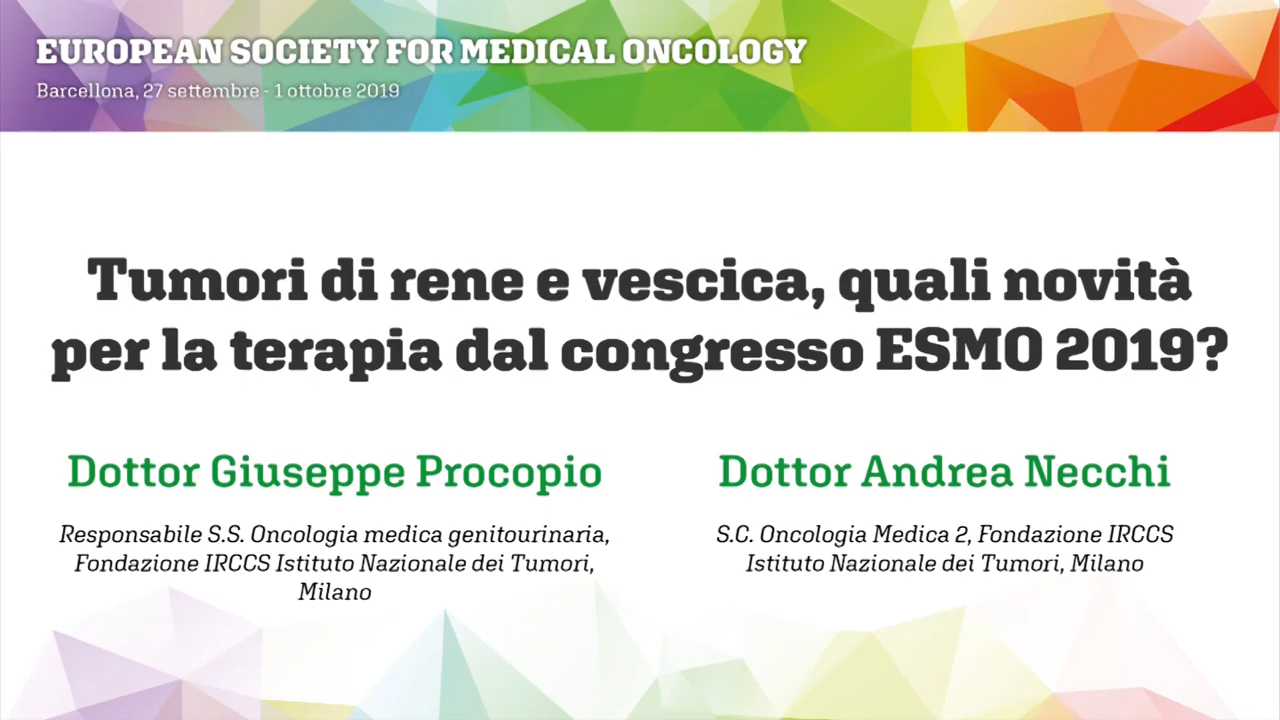 EUROPEAN SOCIETY FOR MEDICAL ONCOLOGY
Barcellona, 27 settembre - 1 ottobre 2019
Tumori di rene e vescica, quali novità
per la terapia dal congresso ESMO 2019?
Dottor Giuseppe Procopio
Responsabile S.S. Oncologia medica genitourinaria,
Fondazione IRCCS Istituto Nazionale dei Tumori,
Milano
Dottor Andrea Necchi
S.C. Oncologia Medica 2, Fondazione IRCCS
Istituto Nazionale dei Tumori, Milano